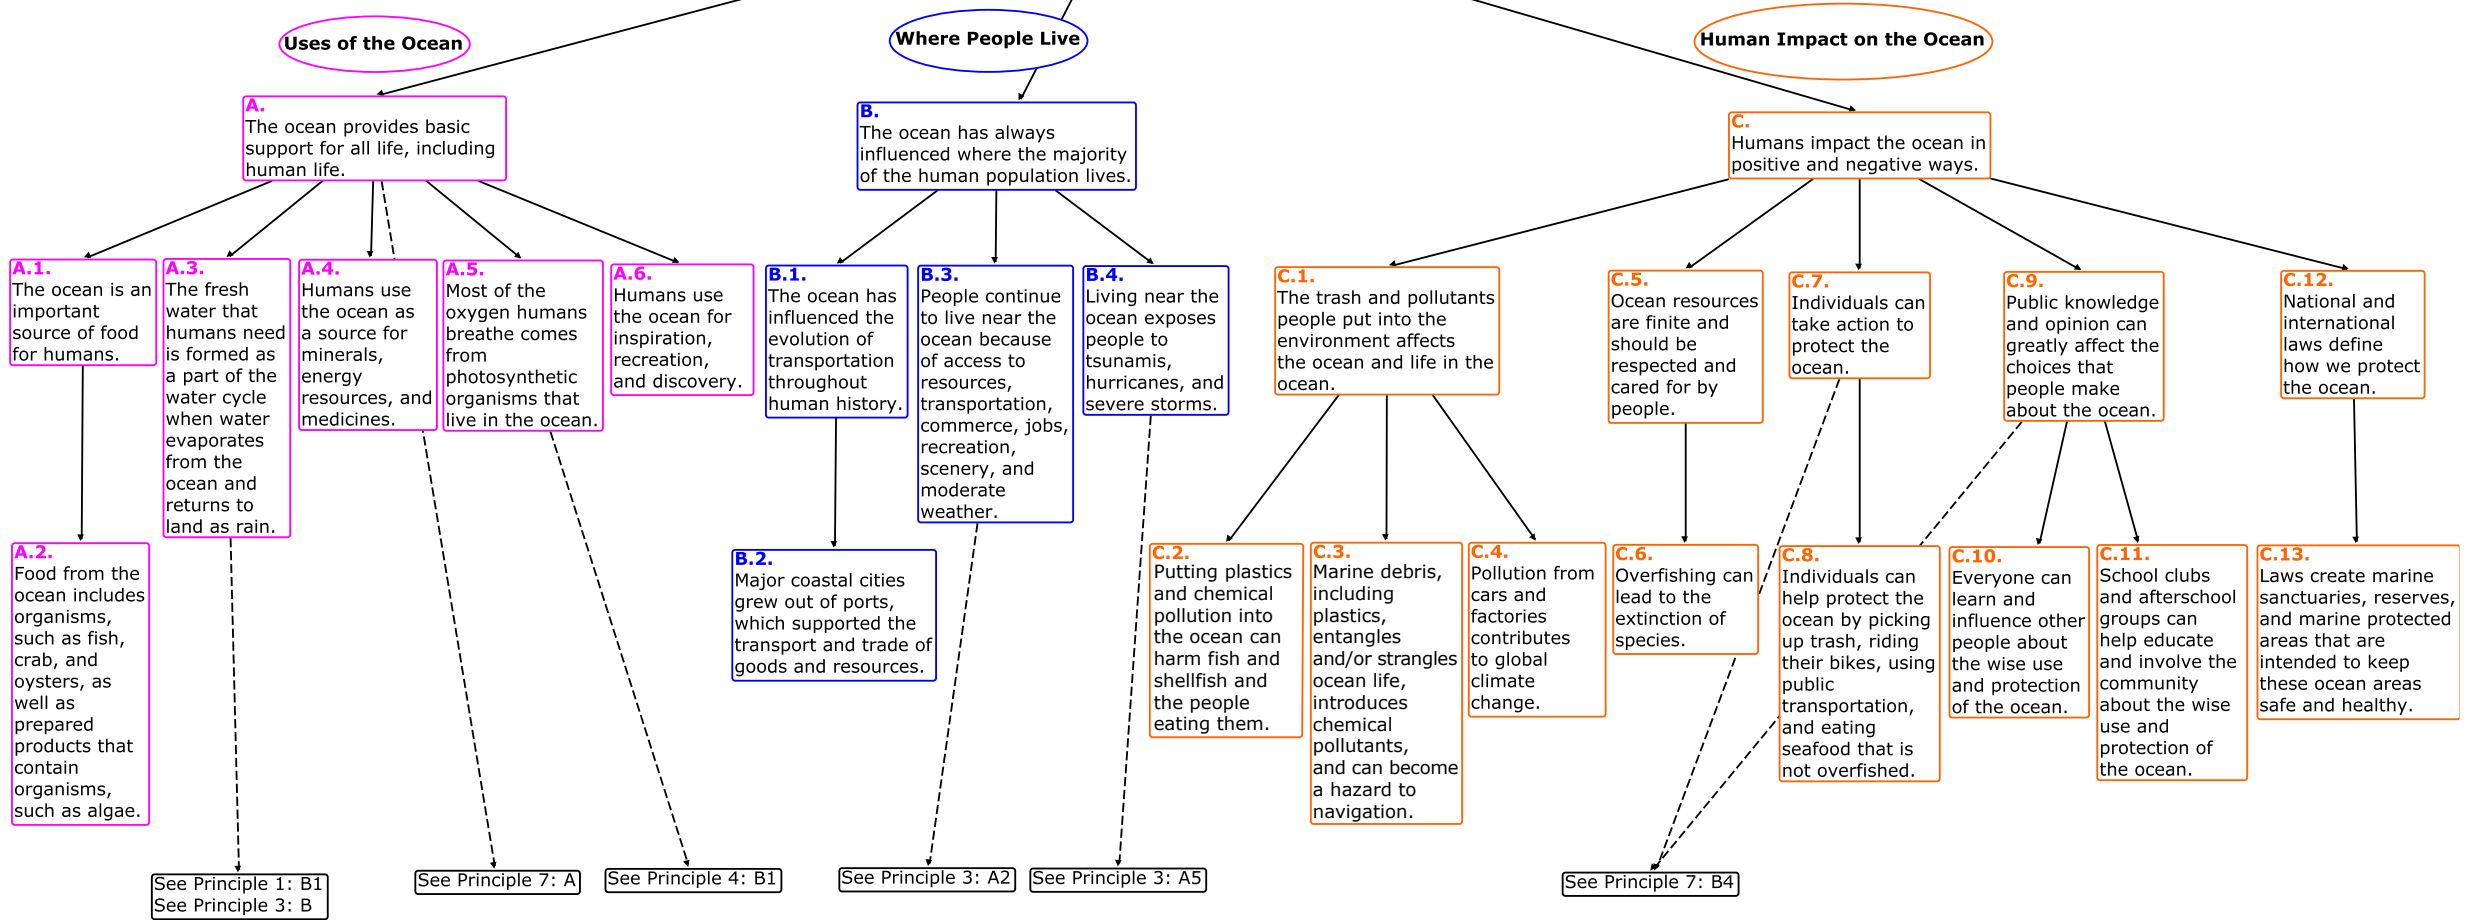 Uses of the Ocean
Where People Live
Human Impact on the Ocean
A.
The ocean provides basic
support for all life, including
human life.
B.
The ocean has always
influenced where the majority
of the human population lives.
C.
Humans impact the ocean in
positive and negative ways.
A.1.
The ocean is an
important
source of food
for humans.
A.3.
The fresh
water that
humans need
is formed as
a part of the
water cycle
when water
evaporates
from the
ocean and
returns to
land as rain.
A.4.
Humans use
the ocean as
a source for
minerals,
energy
resources, and
medicines.
A.5.
Most of the
oxygen humans
breathe comes
from
photosynthetic
organisms that
live in the ocean.
A.6.
Humans use
the ocean for
inspiration,
recreation,
and discovery.
B.1.
The ocean has
influenced the
evolution of
transportation
throughout
human history.
B.3.
People continue
to live near the
ocean because
of access to
resources,
transportation,
commerce, jobs,
recreation,
scenery, and
moderate
weather.
B.4.
Living near the
ocean exposes
people to
tsunamis,
hurricanes, and
severe storms.
C.1.
The trash and pollutants
people put into the
environment affects
the ocean and life in the
ocean.
C.5.
Ocean resources
are finite and
should be
respected and
cared for by
people.
C.7.
Individuals can
take action to
protect the
ocean.
C.9.
Public knowledge
and opinion can
greatly affect the
choices that
people make
about the ocean.
C.12.
National and
international
laws define
how we protect
the ocean.
A.2.
Food from the
ocean includes
organisms,
such as fish,
crab, and
oysters, as
well as
prepared
products that
contain
organisms,
such as algae.
B.2.
Major coastal cities
grew out of ports,
which supported the
transport and trade of
goods and resources.
C.2.
Putting plastics
and chemical
pollution into
the ocean can
harm fish and
shellfish and
the people
eating them.
C.3.
Marine debris,
including
plastics,
entangles
and/or strangles
ocean life,
introduces
chemical
pollutants,
and can become
a hazard to
navigation.
C.4.
Pollution from
cars and
factories
contributes
to global
climate
change.
C.6.
Overfishing can
lead to the
extinction of
species.
C.8.
Individuals can
help protect the
ocean by picking
up trash, riding
their bikes, using
public
transportation,
and eating
seafood that is
not overfished.
C.10.
Everyone can
learn and
influence other
people about
the wise use
and protection
of the ocean.
C.11.
School clubs
and afterschool
groups can
help educate
and involve the
community
about the wise
use and
protection of
the ocean.
C.13.
Laws create marine
sanctuaries, reserves,
and marine protected
areas that are
intended to keep
these ocean areas
safe and healthy.
See Principle 1: B1
See Principle 3: B
See Principle 7: A
See Principle 4: B1
See Principle 3: A2
See Principle 3: A5
See Principle 7: B4